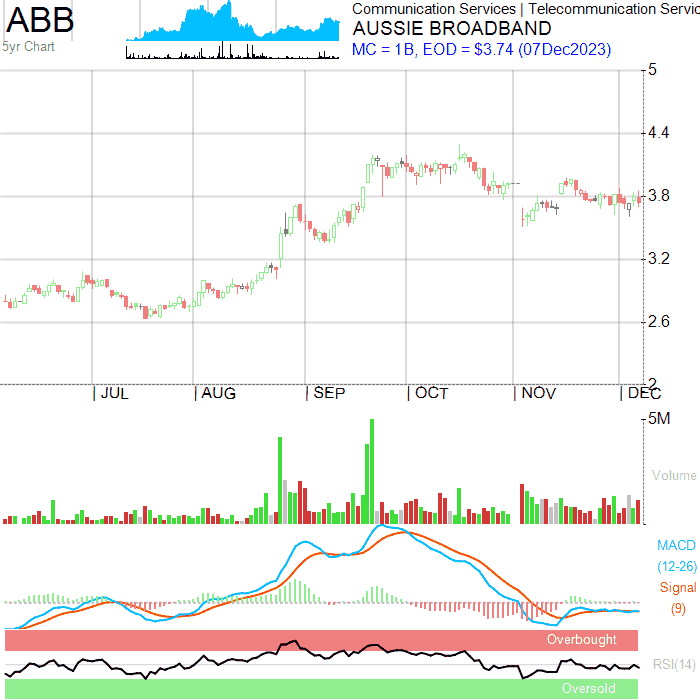 ABB
5yr Chart
Communication Services | Telecommunication
AUSSIE BROADBAND
MC = 1B, EOD = $3.74 (07Dec2023)
5
4.4
3.8
3.2
2.6
2
JUL AUG SEP OCT NOV DEC
5M
Volume
MACD
(12-26)
Signal
(9)
Overbought
RSI(14)
Oversold